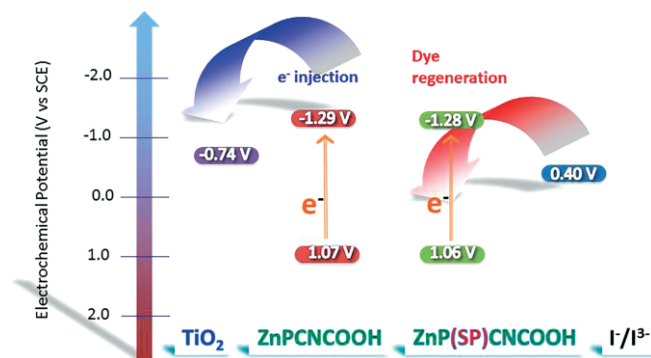 Electrochemical Potential (V vs SCE)
-2.0
-1.0
0.0
1.0
2.0
e⁻ injection
Dye
regeneration
-0.74 V
-1.29 V
-1.28 V
0.40 V
e⁻
e⁻
1.07 V
1.06 V
TiO₂
ZnPCNCOOH
ZnP(SP)CNCOOH
I⁻/I³⁻